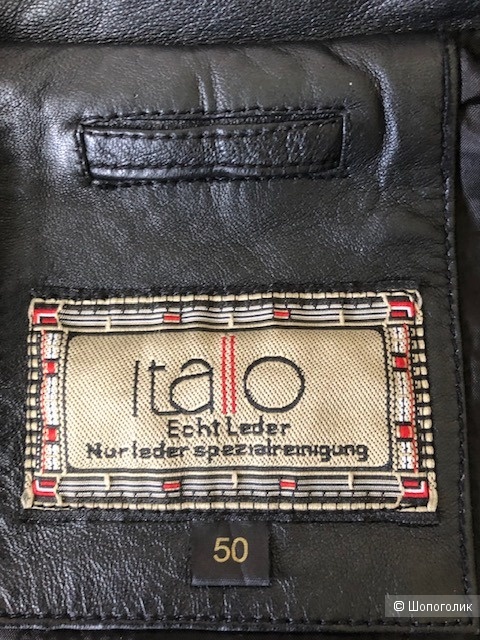 Itallo
Echt Leder
Nur leder spezialreinigung
50
© Шопоголик